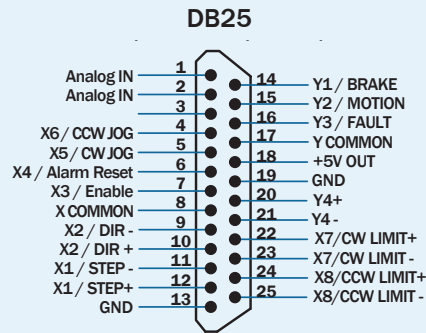 DB25
Analog IN 1
Analog IN 2
3
X6/CCW JOG 4
X5/CW JOG 5
X4/Alarm Reset 6
X3/Enable 7
X COMMON 8
X2/DIR - 9
X2/DIR + 10
X1/STEP - 11
X1/STEP+ 12
GND 13
14 Y1/BRAKE
15 Y2/MOTION
16 Y3/FAULT
17 Y COMMON
18 +5V OUT
19 GND
20 Y4+
21 Y4-
22 X7/CW LIMIT+
23 X7/CW LIMIT -
24 X8/CCW LIMIT+
25 X8/CCW LIMIT -